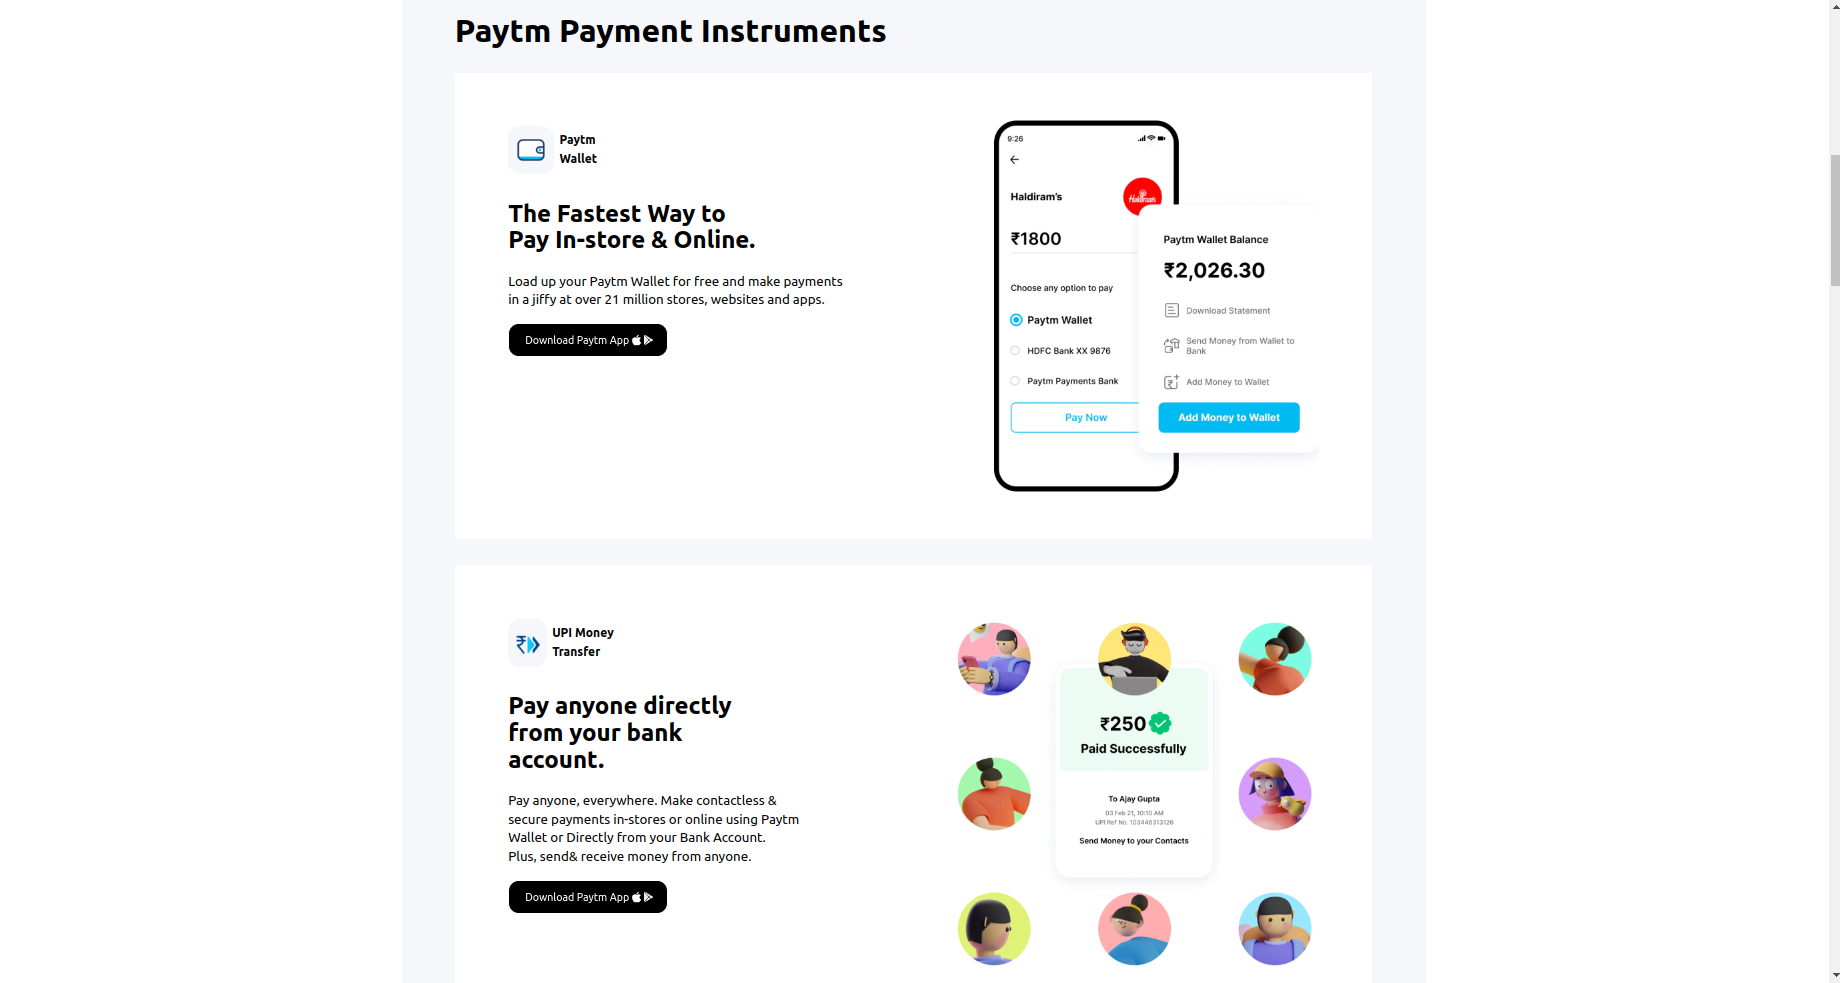 Paytm Payment Instruments
Paytm
Wallet
The Fastest Way to
Pay In-store & Online.
Load up your Paytm Wallet for free and make payments
in a jiffy at over 21 million stores, websites and apps.
Download Paytm App
9:26
Haldiram's
Haldiram's
₹1800
Choose any option to pay
Paytm Wallet
HDFC Bank XX 9876
Paytm Payments Bank
Pay Now
Paytm Wallet Balance
₹2,026.30
Download Statement
Send Money from Wallet to
Bank
Add Money to Wallet
Add Money to Wallet
UPI Money
Transfer
Pay anyone directly
from your bank
account.
Pay anyone, everywhere. Make contactless &
secure payments in-stores or online using Paytm
Wallet or Directly from your Bank Account.
Plus, send& receive money from anyone.
Download Paytm App
₹250
Paid Successfully
To Ajay Gupta
03 Feb 21, 10:10 AM
UPI Ref No. 103446313126
Send Money to your Contacts